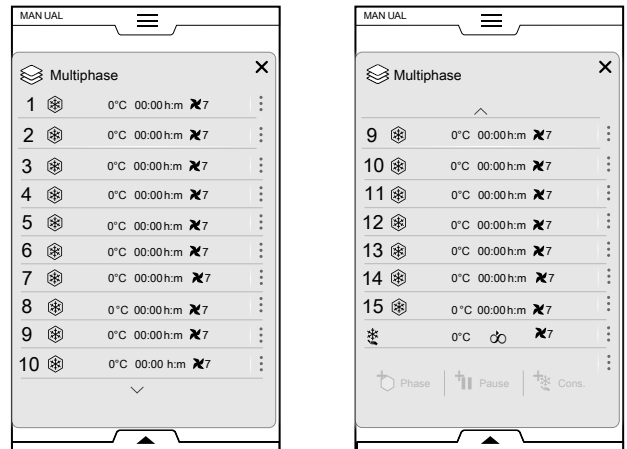 MANUAL
Multiphase
1 0°C 00:00 h:m 7
2 0°C 00:00 h:m 7
3 0°C 00:00 h:m 7
4 0°C 00:00 h:m 7
5 0°C 00:00 h:m 7
6 0°C 00:00 h:m 7
7 0°C 00:00 h:m 7
8 0°C 00:00 h:m 7
9 0°C 00:00 h:m 7
10 0°C 00:00 h:m 7
MANUAL
Multiphase
9 0°C 00:00 h:m 7
10 0°C 00:00 h:m 7
11 0°C 00:00 h:m 7
12 0°C 00:00 h:m 7
13 0°C 00:00 h:m 7
14 0°C 00:00 h:m 7
15 0°C 00:00 h:m 7
0°C 7
Phase Pause Cons.